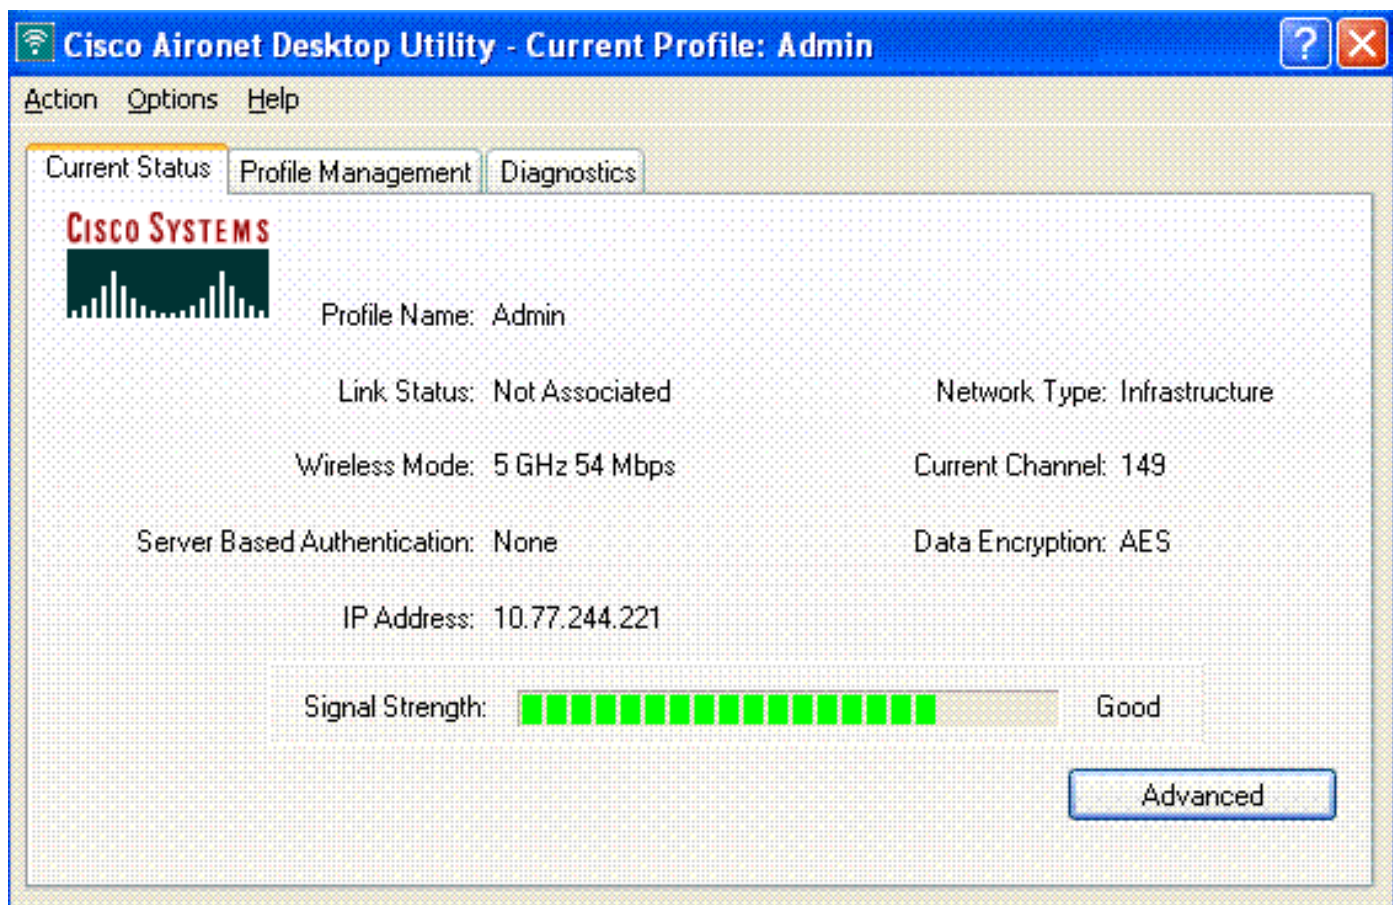 Cisco Aironet Desktop Utility - Current Profile: Admin ?
Action Options Help
Current Status Profile Management Diagnostics
CISCO SYSTEMS
Profile Name: Admin
Link Status: Not Associated Network Type: Infrastructure
Wireless Mode: 5 GHz 54 Mbps Current Channel: 149
Server Based Authentication: None Data Encryption: AES
IP Address: 10.77.244.221
Signal Strength: Good
Advanced